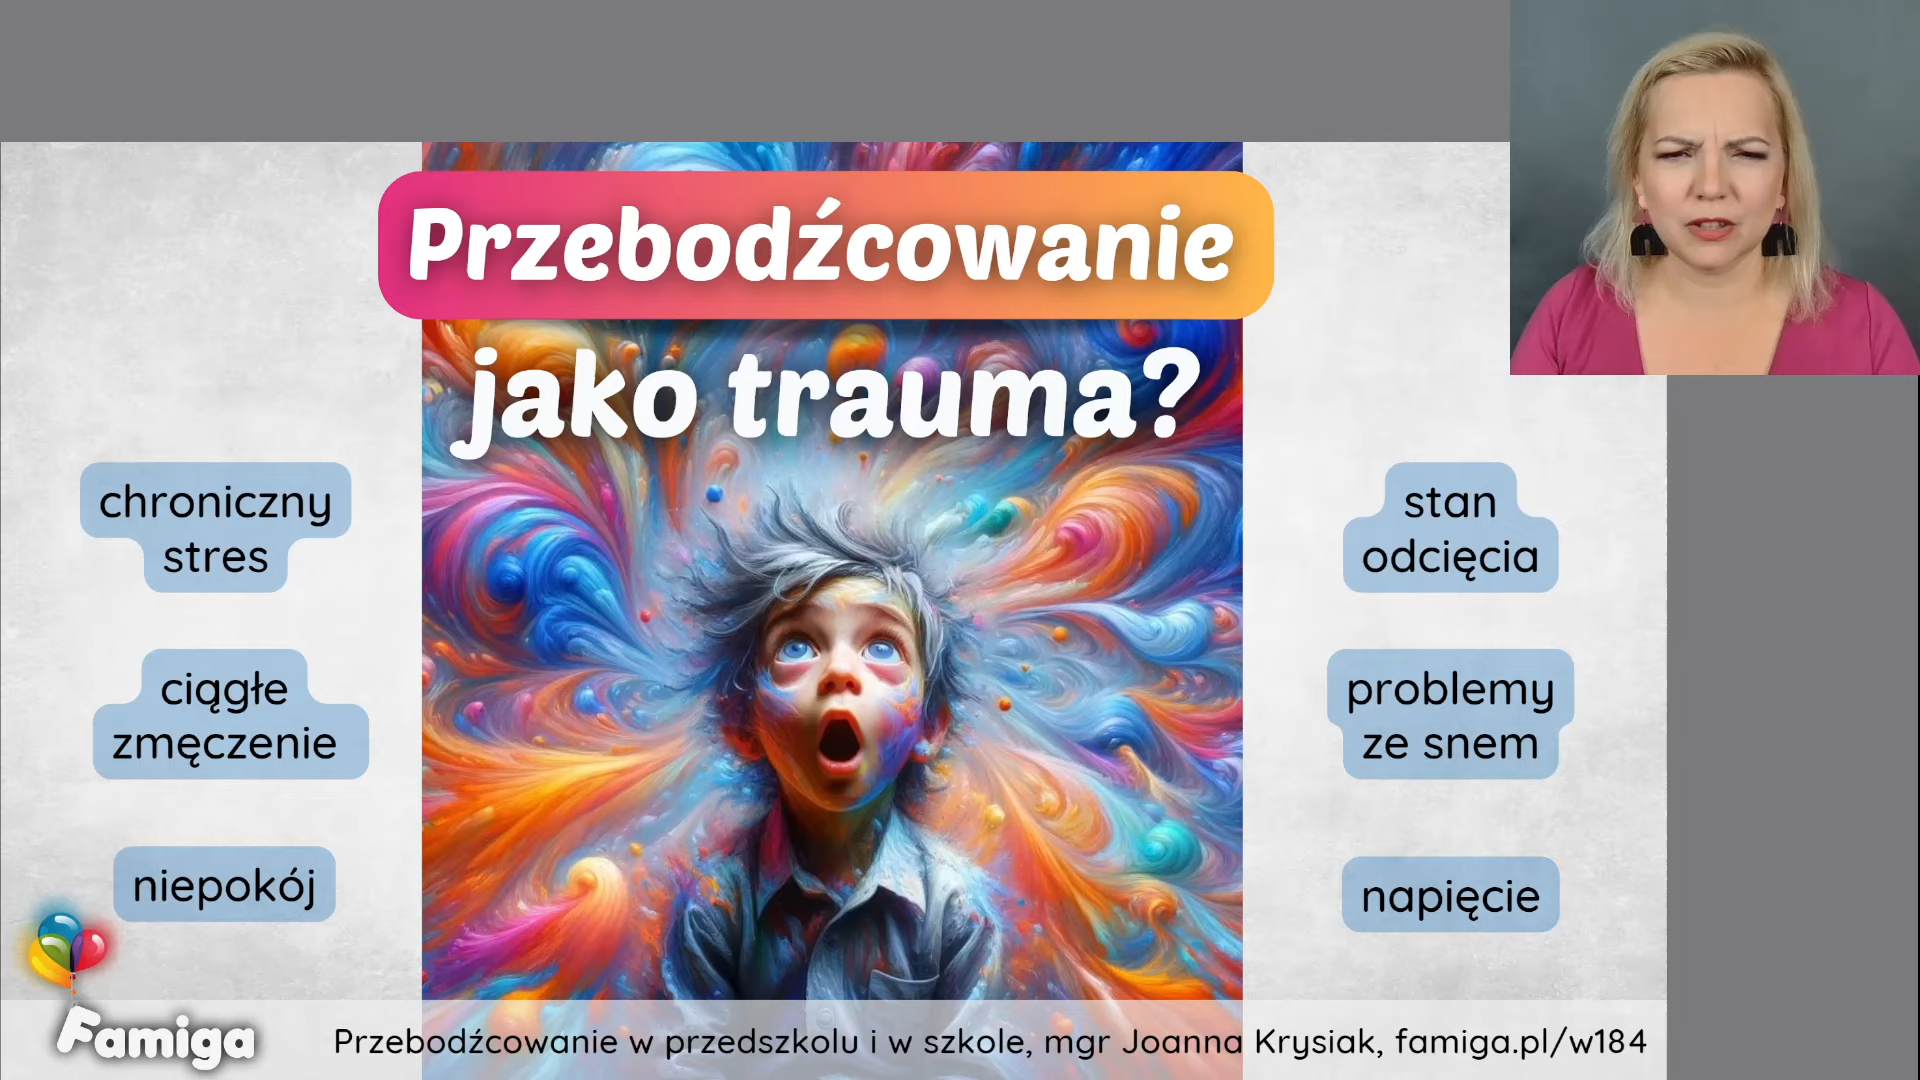 Przebodźcowanie
jako trauma?
chroniczny
stres
ciągłe
zmęczenie
niepokój
stan
odcięcia
problemy
ze snem
napięcie
Famiga
Przebodźcowanie w przedszkolu i w szkole, mgr Joanna Krysiak, famiga.pl/w184